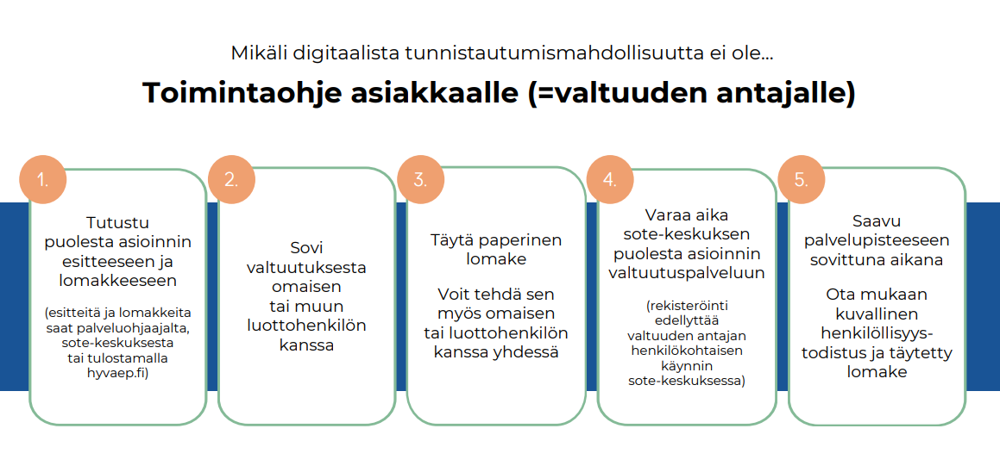 Mikäli digitaalista tunnistautumismahdollisuutta ei ole...
Toimintaohje asiakkaalle (=valtuuden antajalle)
1.
Tutustu
puolesta asioinnin
esitteeseen ja
lomakkeeseen
(esitteitä ja lomakkeita
saat palveluohjaajalta,
sote-keskuksesta
tai tulostamalla
hyvaep.fi)
2.
Sovi
valtuutuksesta
omaisen
tai muun
luottohenkilön
kanssa
3.
Täytä paperinen
lomake
Voit tehdä sen
myös omaisen
tai luottohenkilön
kanssa yhdessä
4.
Varaa aika
sote-keskuksen
puolesta asioinnin
valtuutuspalveluun
(rekisteröinti
edellyttää
valtuuden antajan
henkilökohtaisen
käynnin
sote-keskuksessa)
5.
Saavu
palvelupisteeseen
sovittuna aikana
Ota mukaan
kuvallinen
henkilöllisyys-
todistus ja täytetty
lomake